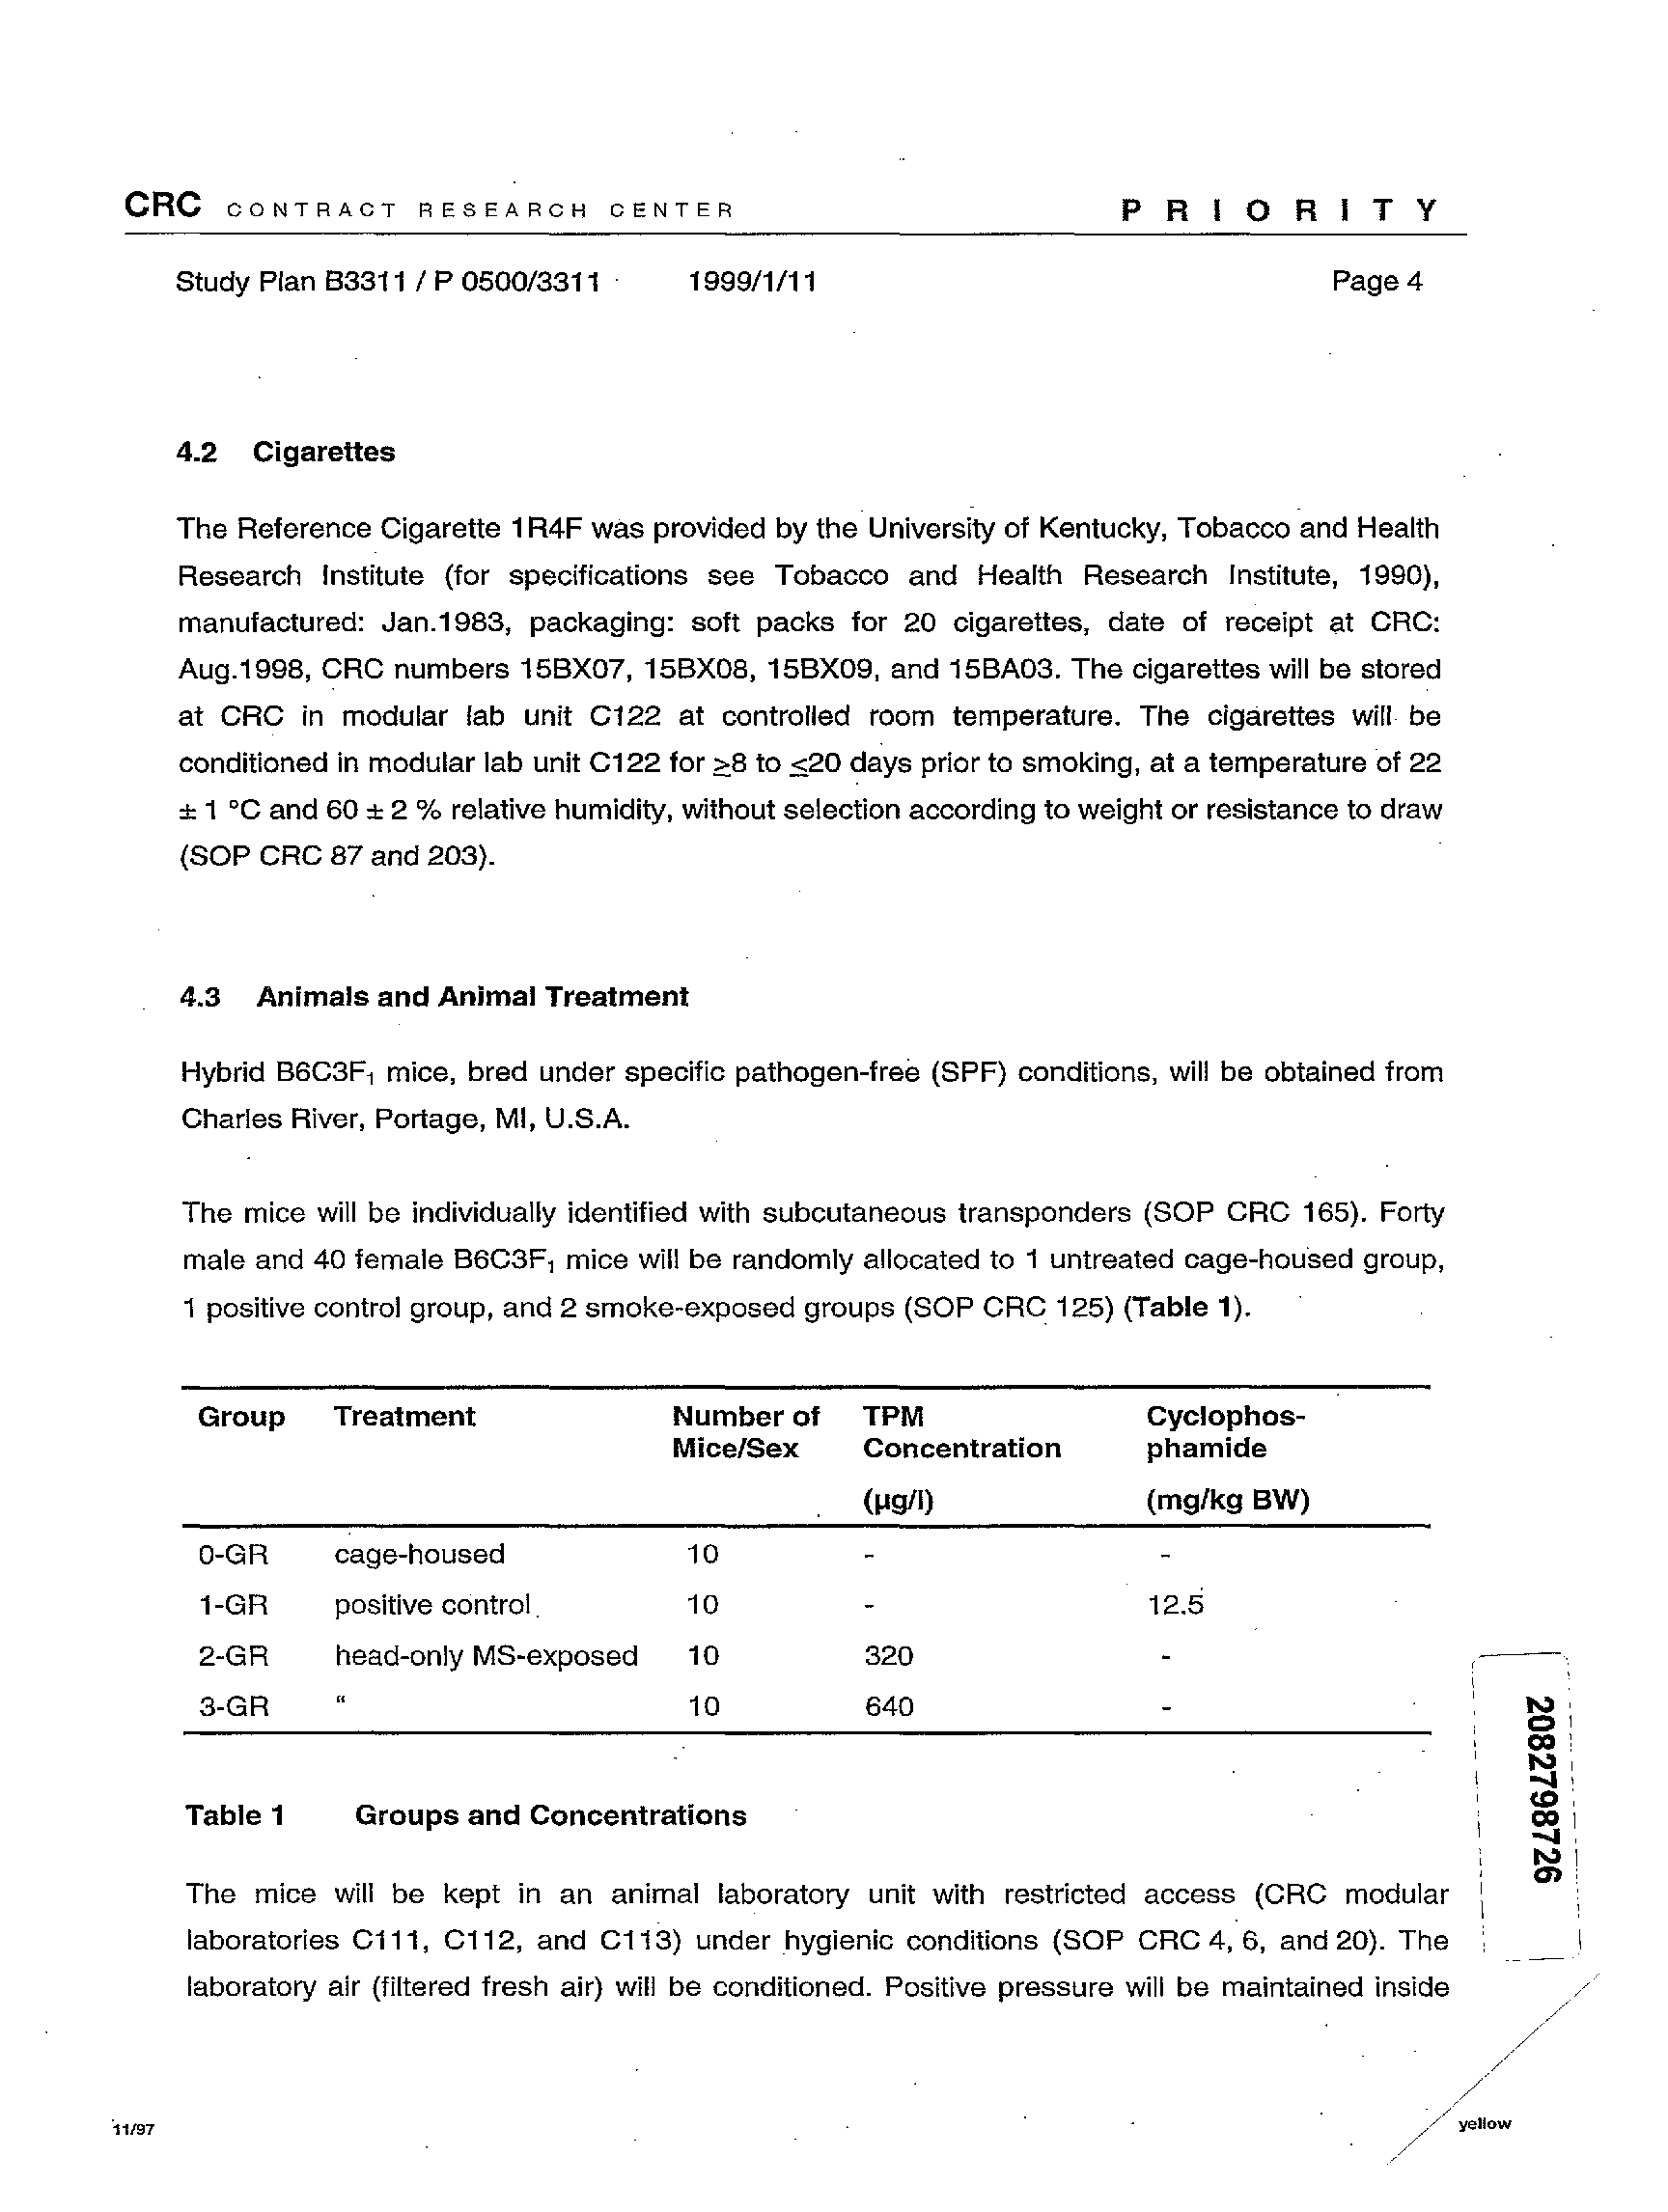 CRC CONTRACT RESEARCH CENTER PRIORITY
Study Plan B3311 / P 0500/3311 1999/1/11 Page 4
4.2 Cigarettes
The Reference Cigarette 1R4F was provided by the University of Kentucky, Tobacco and Health
Research Institute (for specifications see Tobacco and Health Research Institute, 1990),
manufactured: Jan.1983, packaging: soft packs for 20 cigarettes, date of receipt at CRC:
Aug.1998, CRC numbers 15BX07, 15BX08, 15BX09, and 15BA03. The cigarettes will be stored
at CRC in modular lab unit C122 at controlled room temperature. The cigarettes will be
conditioned in modular lab unit C122 for ≥8 to ≤20 days prior to smoking, at a temperature of 22
± 1 °C and 60 ± 2 % relative humidity, without selection according to weight or resistance to draw
(SOP CRC 87 and 203).
4.3 Animals and Animal Treatment
Hybrid B6C3F₁ mice, bred under specific pathogen-free (SPF) conditions, will be obtained from
Charles River, Portage, MI, U.S.A.
The mice will be individually identified with subcutaneous transponders (SOP CRC 165). Forty
male and 40 female B6C3F₁ mice will be randomly allocated to 1 untreated cage-housed group,
1 positive control group, and 2 smoke-exposed groups (SOP CRC 125) (Table 1).
Group Treatment Number of TPM Cyclophos-
Mice/Sex Concentration phamide
(µg/l) (mg/kg BW)
0-GR cage-housed 10 - -
1-GR positive control 10 - 12.5
2-GR head-only MS-exposed 10 320 -
3-GR “ 10 640 -
Table 1 Groups and Concentrations
The mice will be kept in an animal laboratory unit with restricted access (CRC modular
laboratories C111, C112, and C113) under hygienic conditions (SOP CRC 4, 6, and 20). The
laboratory air (filtered fresh air) will be conditioned. Positive pressure will be maintained inside
2082798726
11/97 yellow